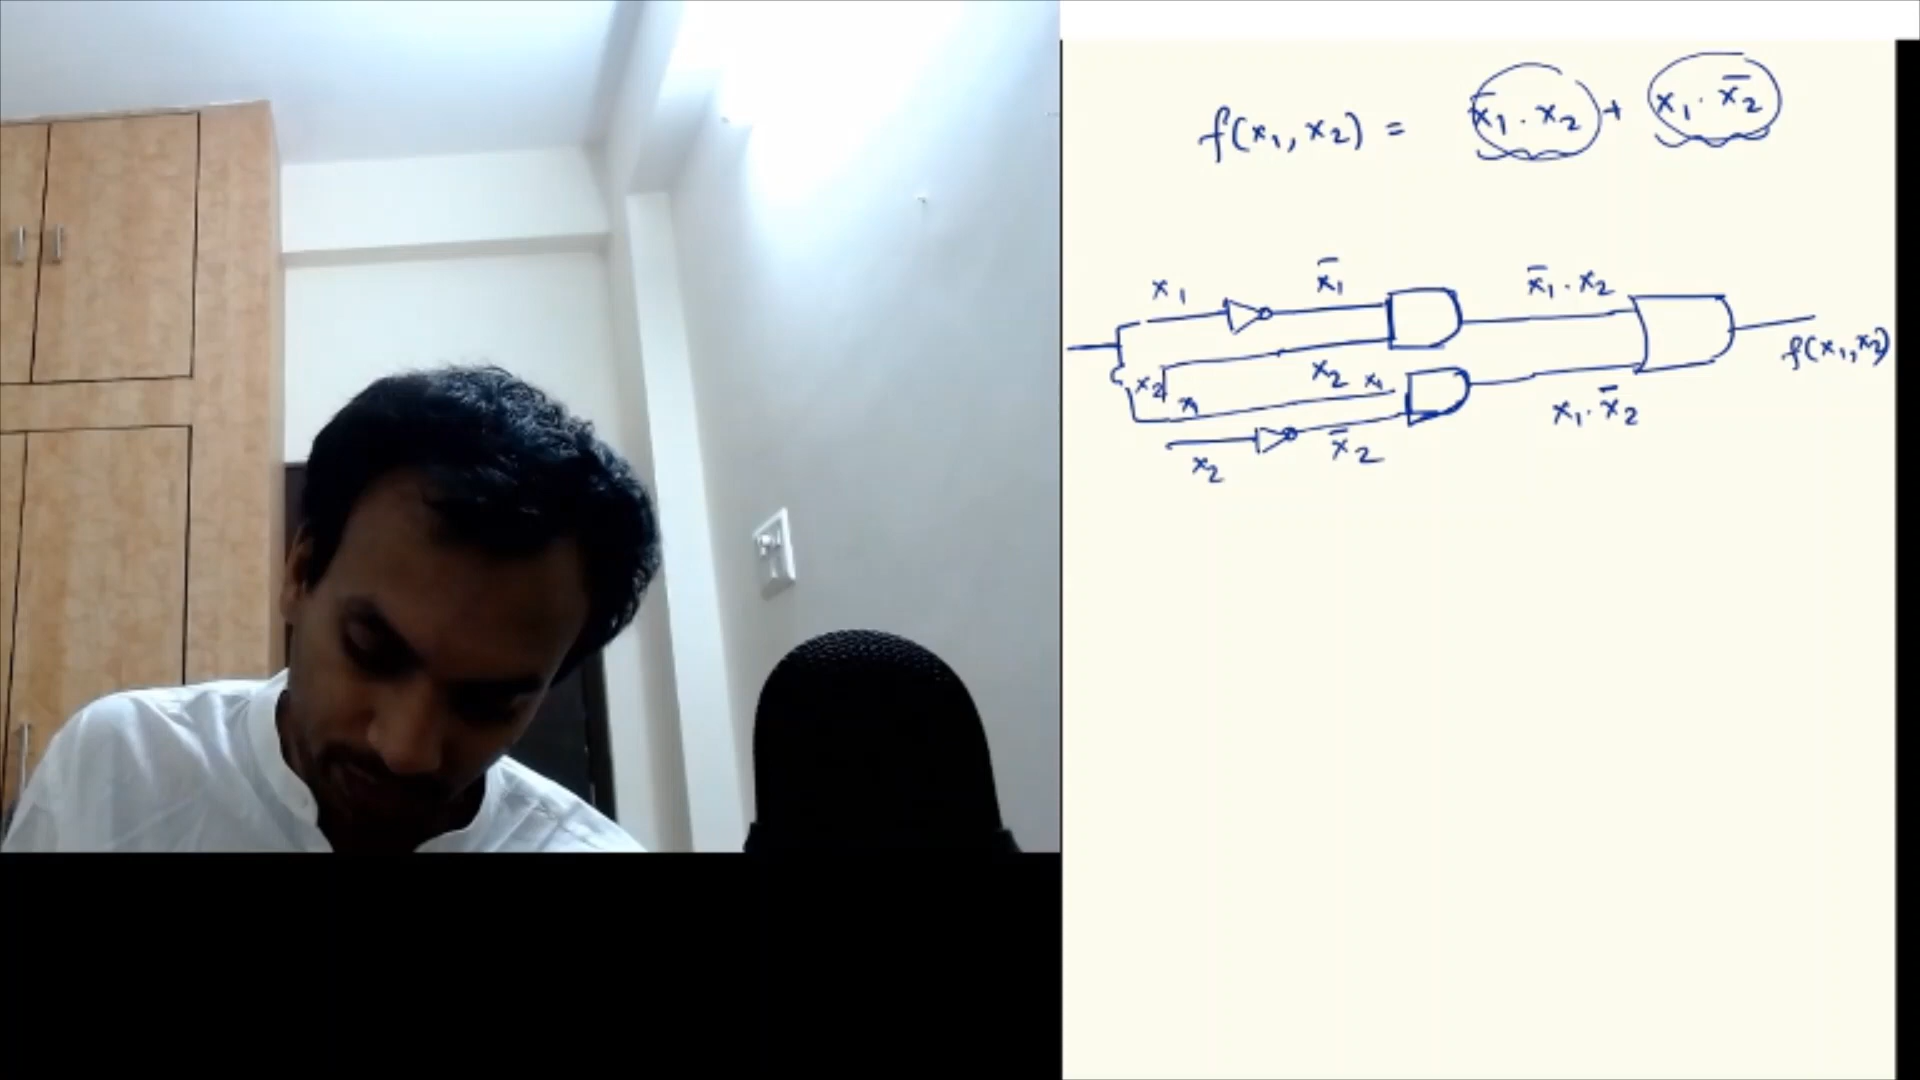 f(x₁, x₂) = x̄₁ . x₂ + x₁ . x̄₂
x₁ x̄₁ x̄₁ . x₂
f(x₁, x₂)
x₂ x₂ x₁
x₁ x₁ . x̄₂
x₂ x̄₂